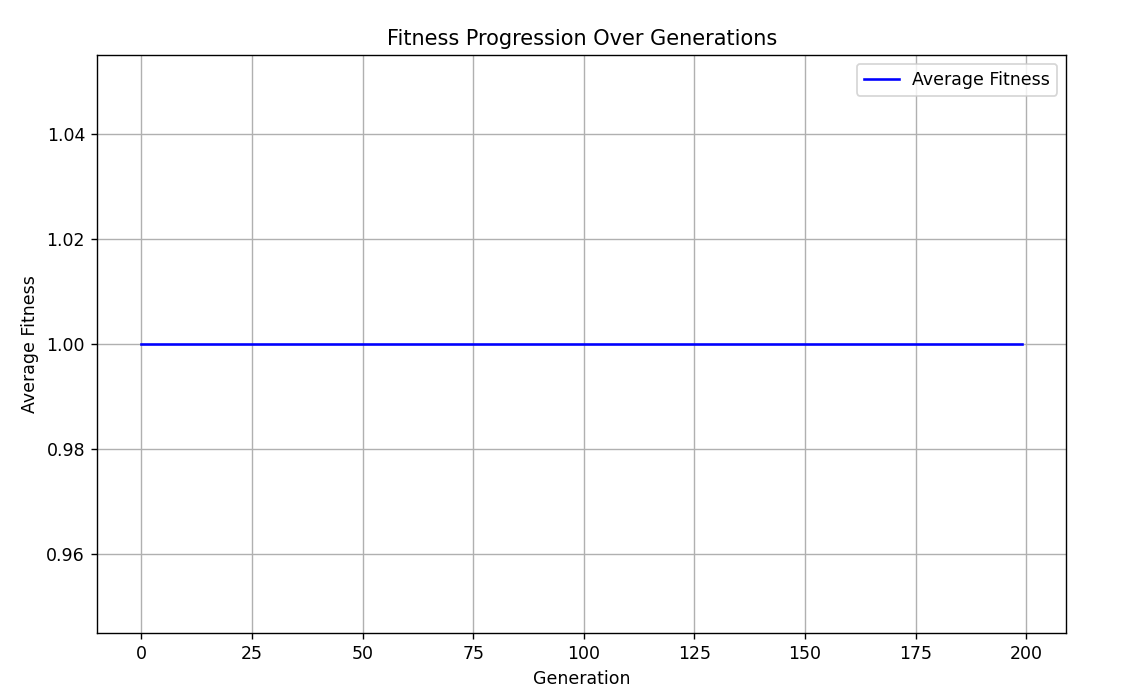 Fitness Progression Over Generations
Average Fitness
1.04
1.02
1.00
0.98
0.96
Average Fitness
0 25 50 75 100 125 150 175 200
Generation